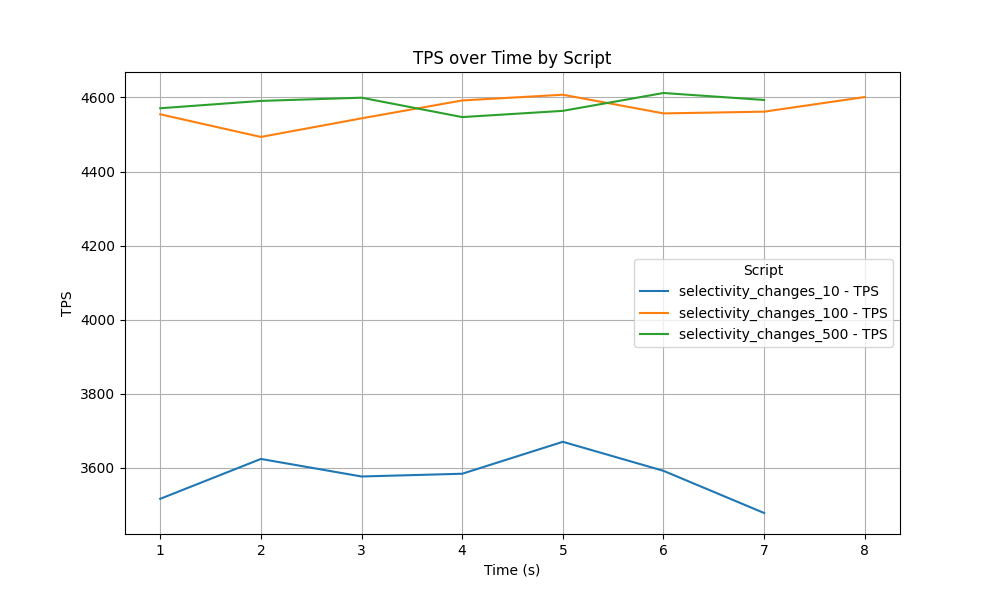 TPS over Time by Script
TPS
4600
4400
4200
4000
3800
3600
Script
selectivity_changes_10 - TPS
selectivity_changes_100 - TPS
selectivity_changes_500 - TPS
1 2 3 4 5 6 7 8
Time (s)